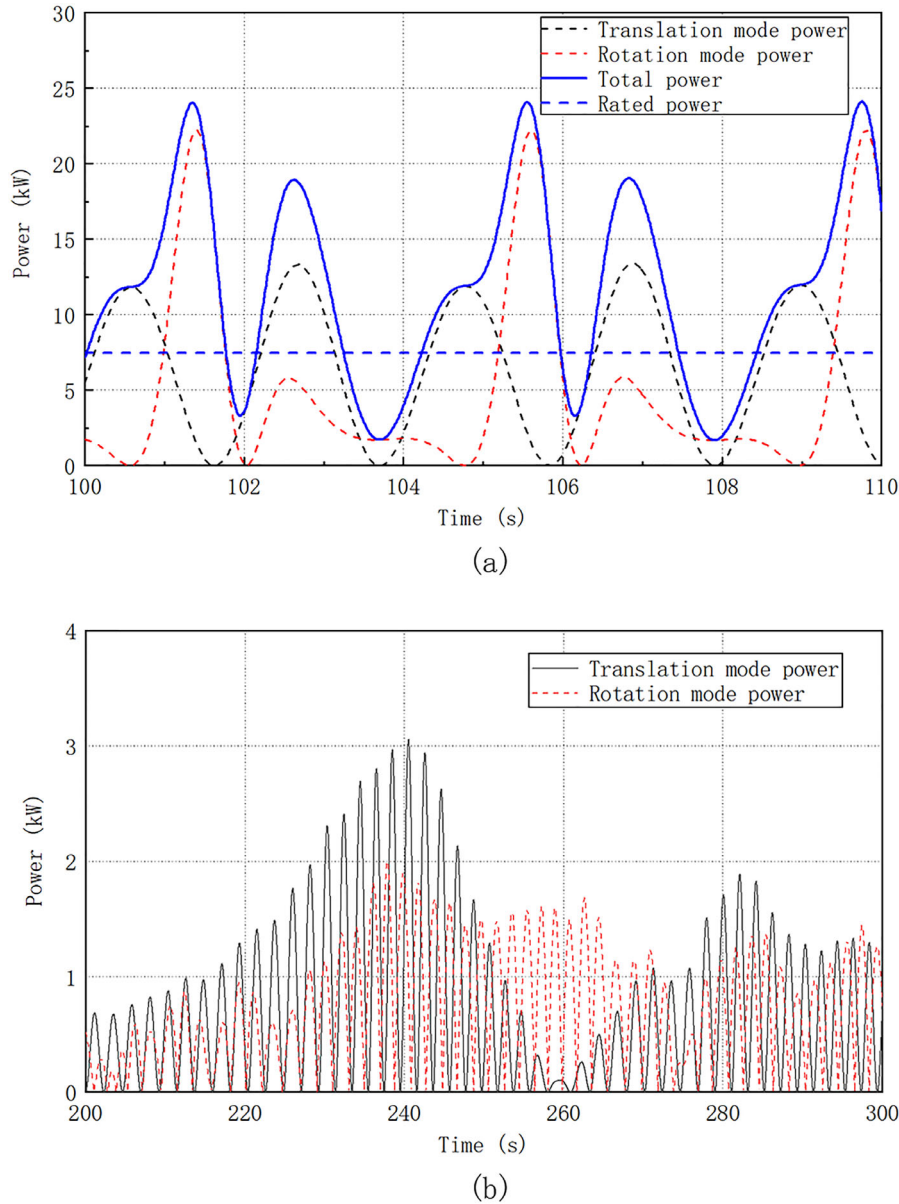 30
25
20
15
10
5
0
Power (kW)
Translation mode power
Rotation mode power
Total power
Rated power
100 102 104 106 108 110
Time (s)
(a)
4
3
2
1
0
Power (kW)
Translation mode power
Rotation mode power
200 220 240 260 280 300
Time (s)
(b)